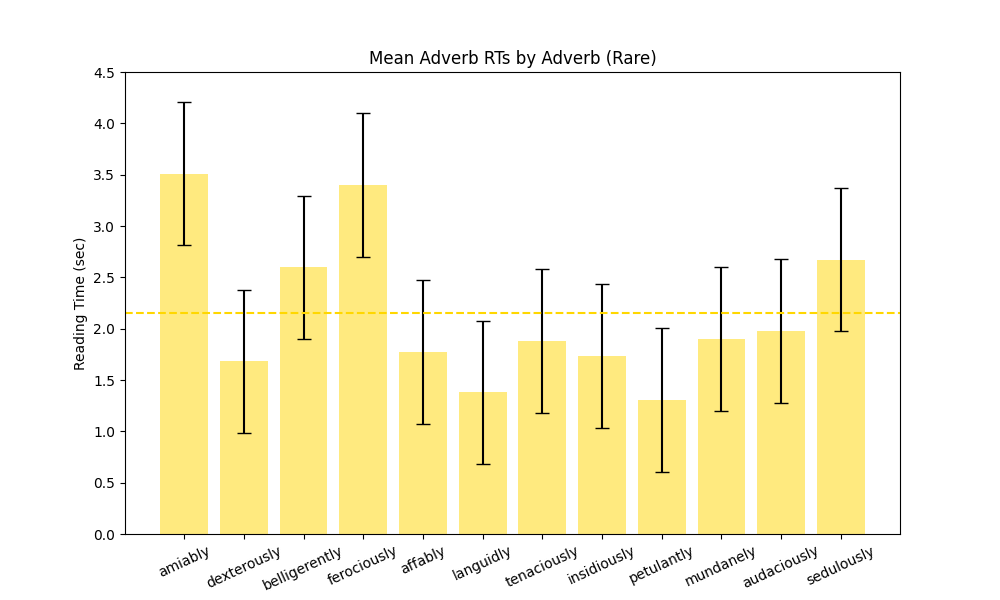 Mean Adverb RTs by Adverb (Rare)
Reading Time (sec)
4.5
4.0
3.5
3.0
2.5
2.0
1.5
1.0
0.5
0.0
amiably
dexterously
belligerently
ferociously
affably
languidly
tenaciously
insidiously
petulantly
mundanely
audaciously
sedulously